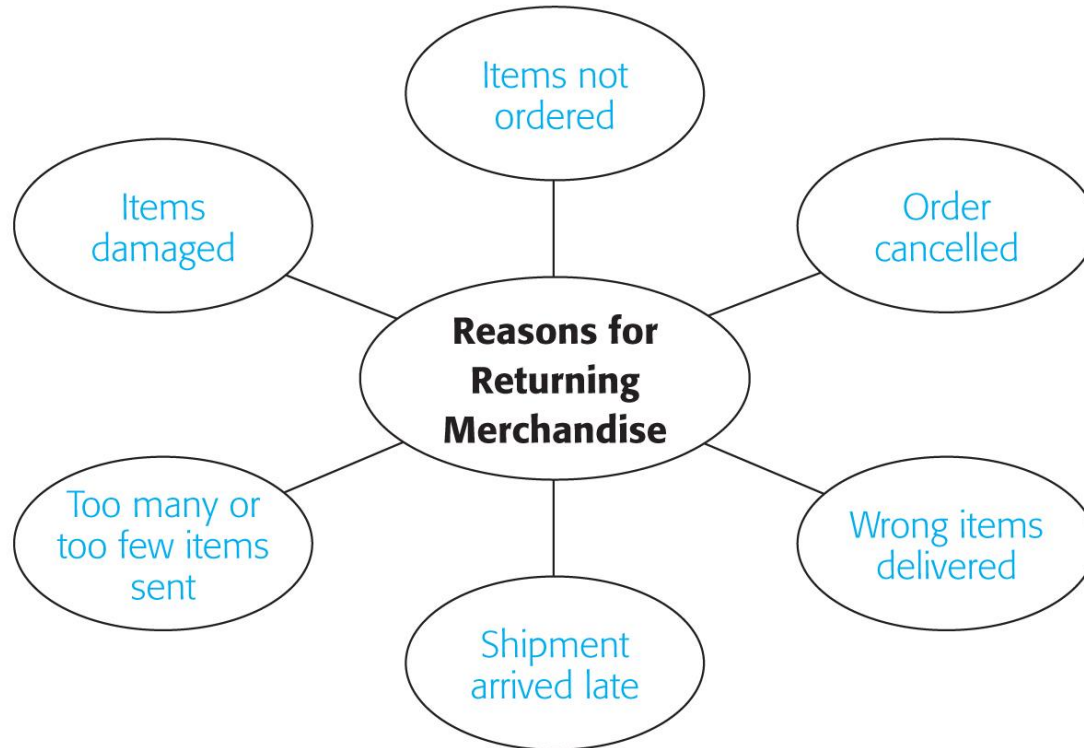 Items not
ordered
Items
damaged
Order
cancelled
Reasons for
Returning
Merchandise
Too many or
too few items
sent
Wrong items
delivered
Shipment
arrived late